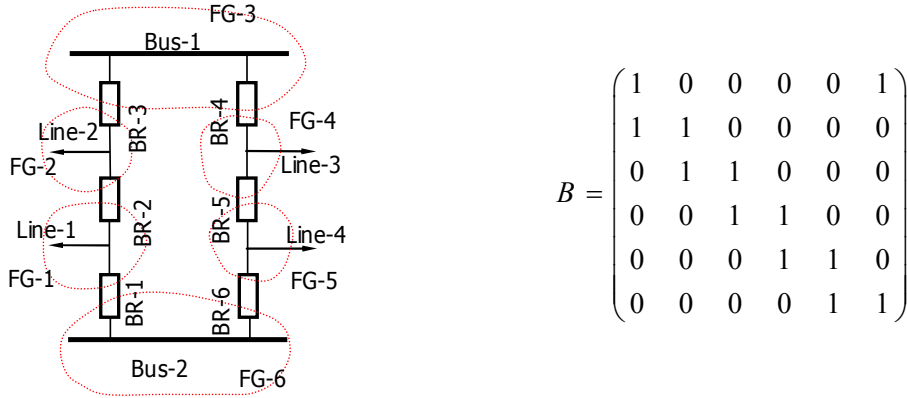 FG-3
Bus-1
BR-3
BR-4
Line-2
FG-4
FG-2
Line-3
BR-2
BR-5
Line-1
Line-4
FG-1
FG-5
BR-1
BR-6
Bus-2
FG-6
B =
1 0 0 0 0 1
1 1 0 0 0 0
0 1 1 0 0 0
0 0 1 1 0 0
0 0 0 1 1 0
0 0 0 0 1 1